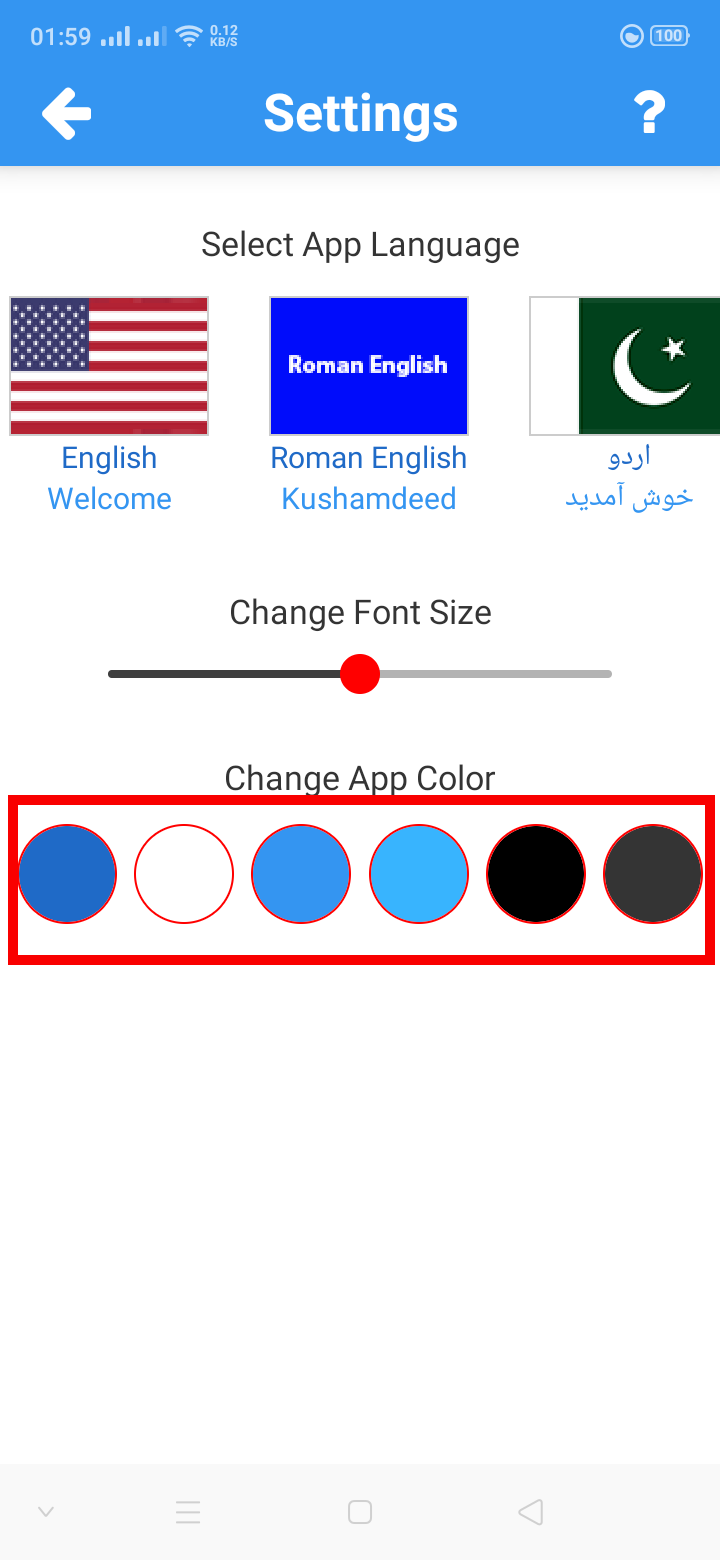 01:59 0.12 KB/S 100
Settings ?
Select App Language
Roman English
English Roman English اردو
Welcome Kushamdeed خوش آمدید
Change Font Size
Change App Color